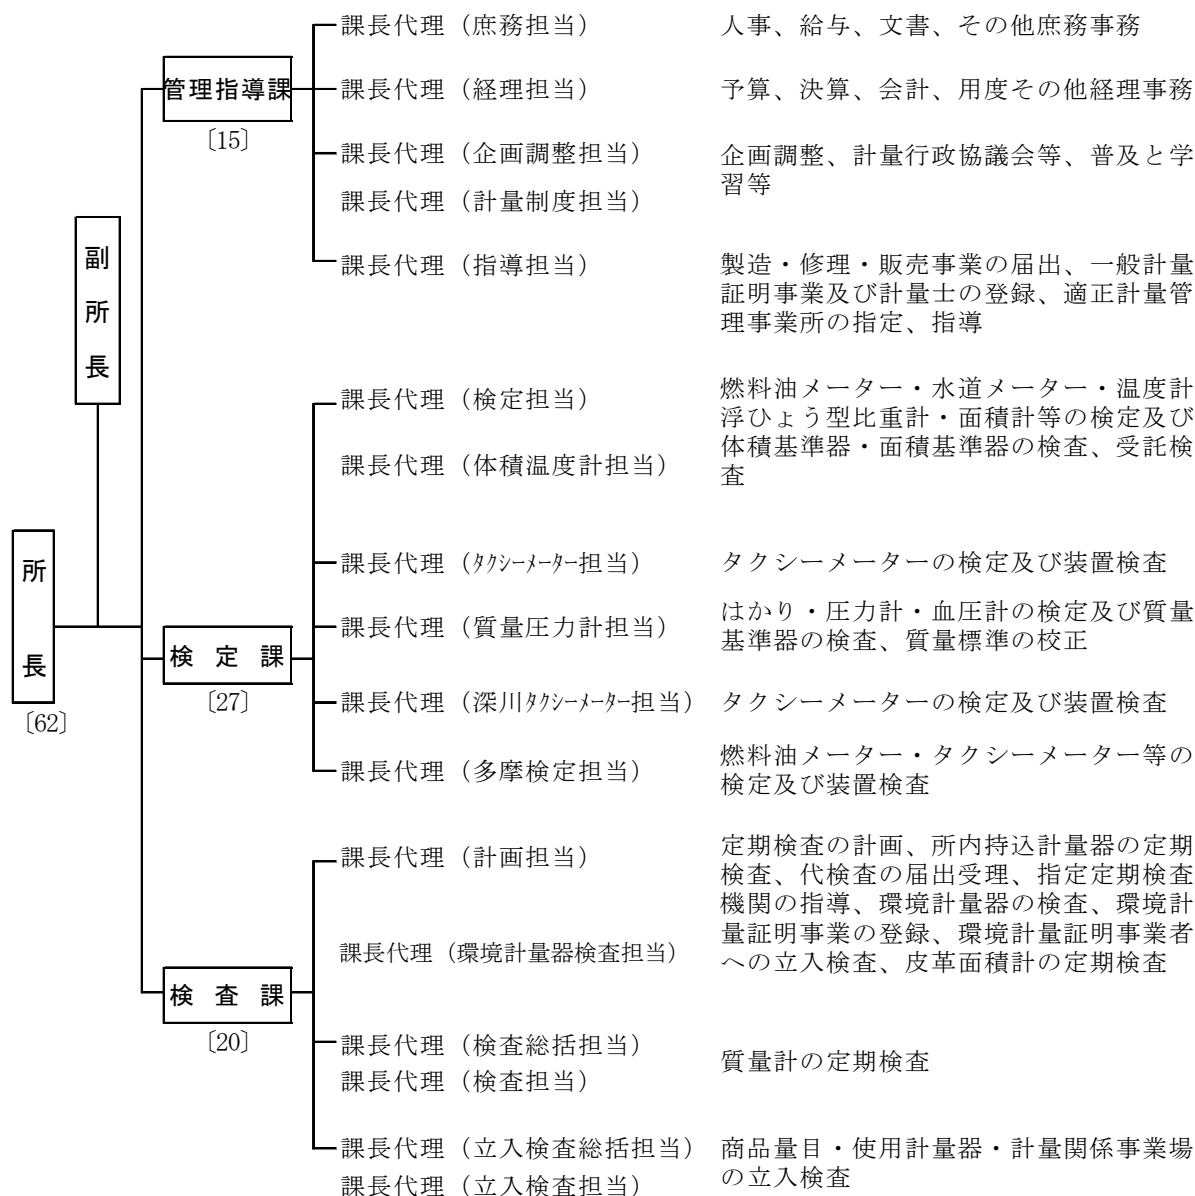 所長
〔62〕
副所長
管理指導課
〔15〕
課長代理（庶務担当）
人事、給与、文書、その他庶務事務
課長代理（経理担当）
予算、決算、会計、用度その他経理事務
課長代理（企画調整担当）
課長代理（計量制度担当）
企画調整、計量行政協議会等、普及と学
習等
課長代理（指導担当）
製造・修理・販売事業の届出、一般計量
証明事業及び計量士の登録、適正計量管
理事業所の指定、指導
検定課
〔27〕
課長代理（検定担当）
課長代理（体積温度計担当）
燃料油メーター・水道メーター・温度計
浮ひょう型比重計・面積計等の検定及び
体積基準器・面積基準器の検査、受託検
査
課長代理（ﾀｸｼｰﾒｰﾀｰ担当）
タクシーメーターの検定及び装置検査
課長代理（質量圧力計担当）
はかり・圧力計・血圧計の検定及び質量
基準器の検査、質量標準の校正
課長代理（深川ﾀｸｼｰﾒｰﾀｰ担当）
タクシーメーターの検定及び装置検査
課長代理（多摩検定担当）
燃料油メーター・タクシーメーター等の
検定及び装置検査
検査課
〔20〕
課長代理（計画担当）
課長代理（環境計量器検査担当）
定期検査の計画、所内持込計量器の定期
検査、代検査の届出受理、指定定期検査
機関の指導、環境計量器の検査、環境計
量証明事業の登録、環境計量証明事業者
への立入検査、皮革面積計の定期検査
課長代理（検査総括担当）
課長代理（検査担当）
質量計の定期検査
課長代理（立入検査総括担当）
課長代理（立入検査担当）
商品量目・使用計量器・計量関係事業場
の立入検査